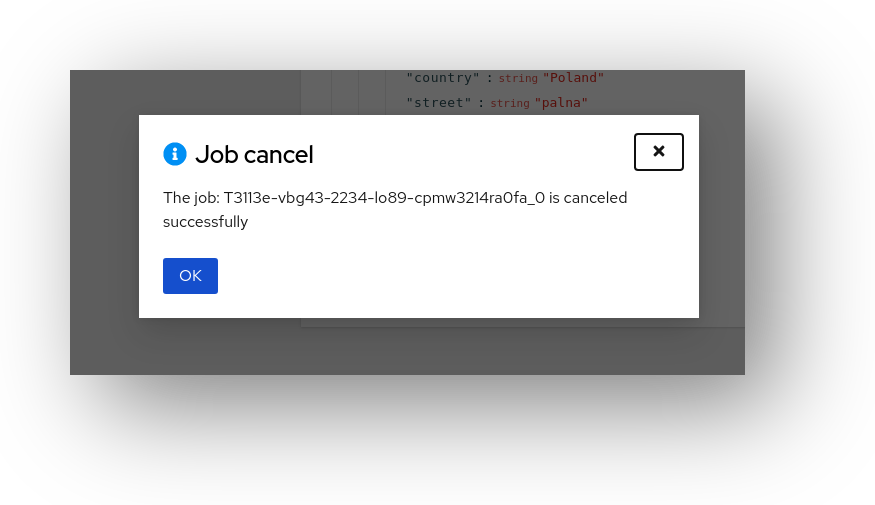 "country" : string "Poland"
"street" : string "palna"
Job cancel
The job: T3113e-vbg43-2234-lo89-cpmw3214ra0fa_0 is canceled
successfully
OK